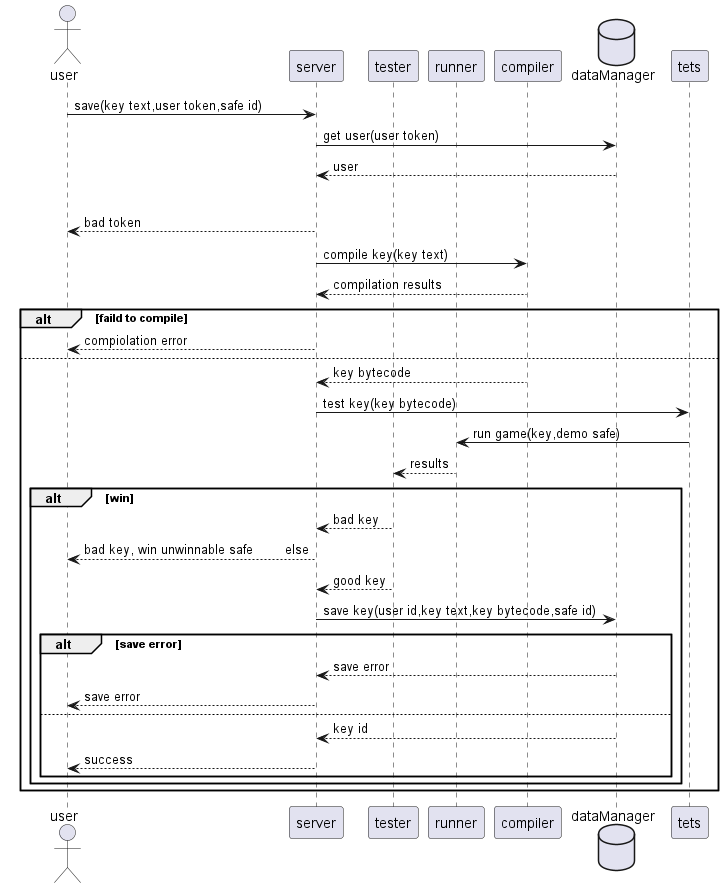 user
server
tester
runner
compiler
dataManager
tets
save(key text,user token,safe id)
get user(user token)
user
bad token
compile key(key text)
compilation results
alt [faild to compile]
compiolation error
key bytecode
test key(key bytecode)
run game(key,demo safe)
results
alt [win]
bad key
bad key, win unwinnable safe else
good key
save key(user id,key text,key bytecode,safe id)
alt [save error]
save error
save error
key id
success
user
server
tester
runner
compiler
dataManager
tets